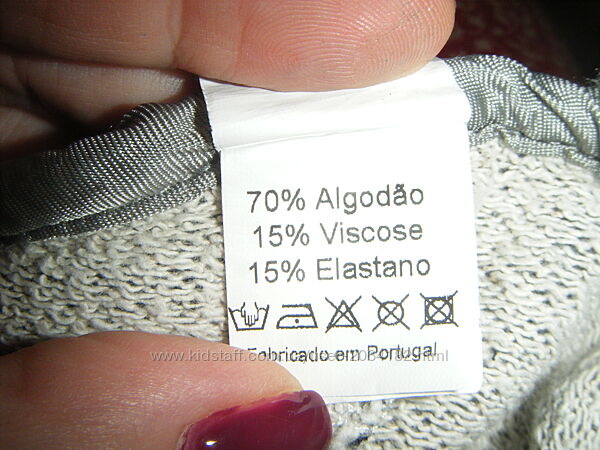 70% Algodão
15% Viscose
15% Elastano
Fabricado em Portugal